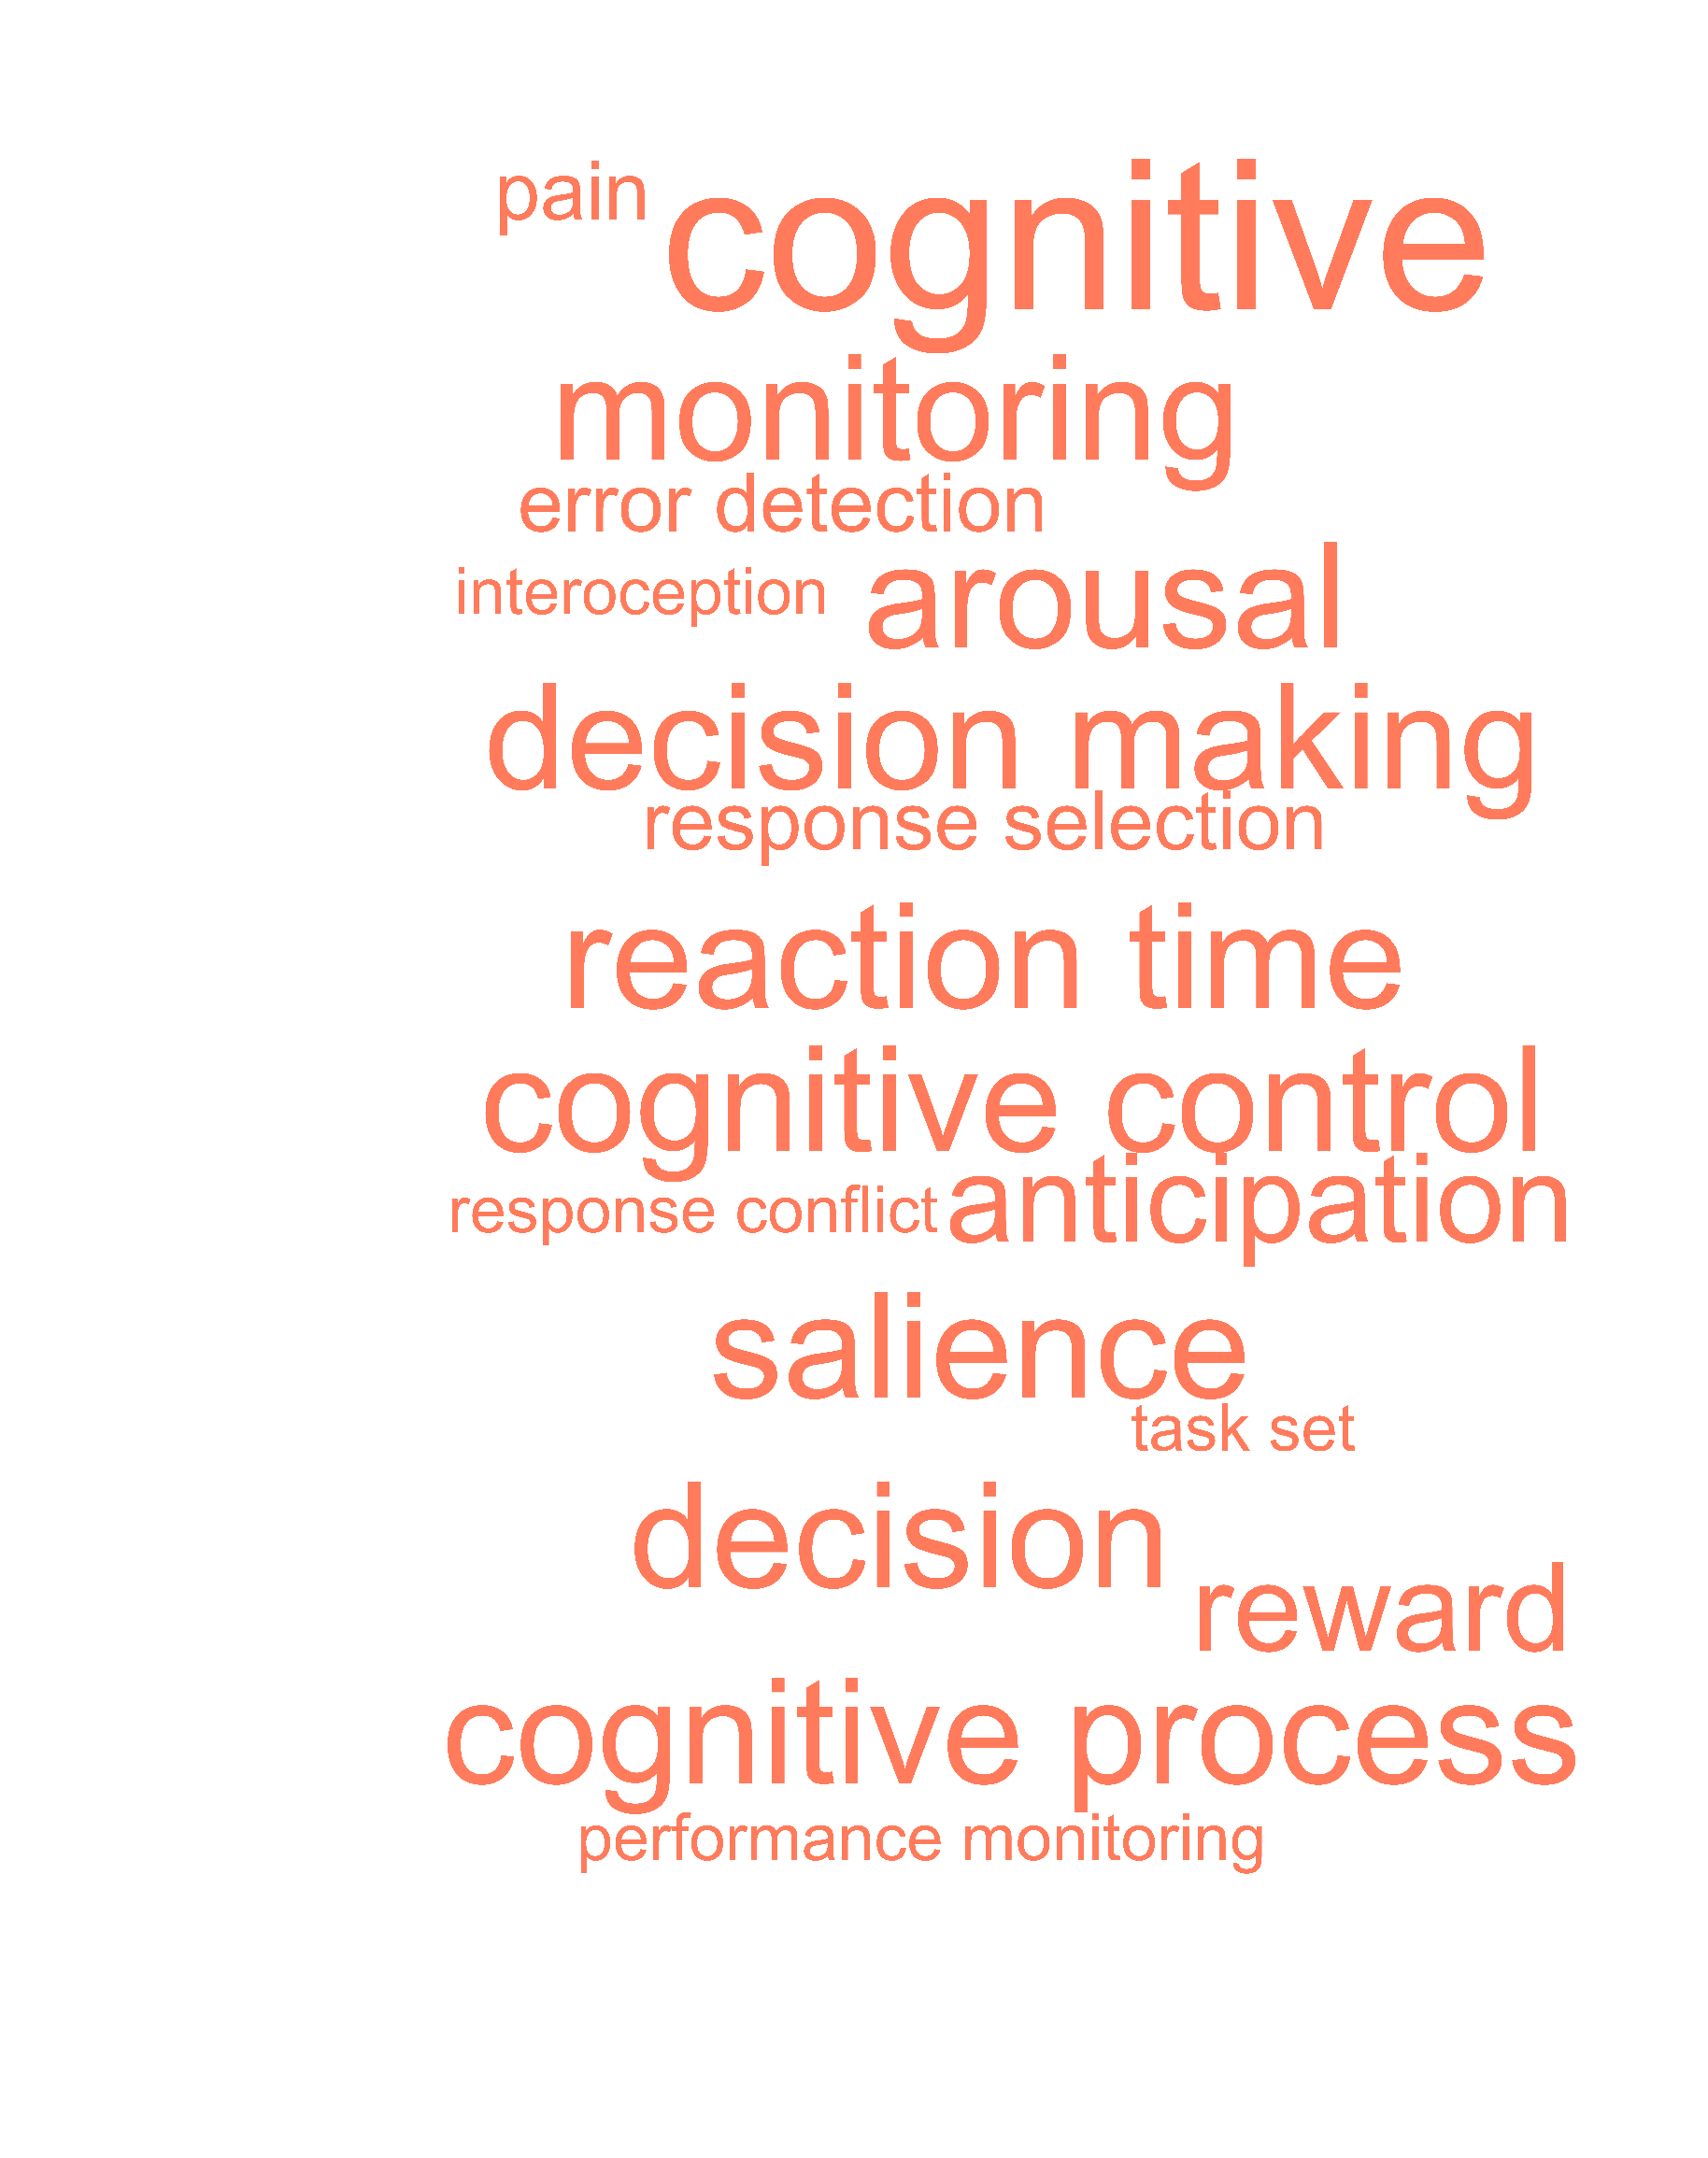 pain cognitive
monitoring
error detection
interoception arousal
decision making
response selection
reaction time
cognitive control
response conflict anticipation
salience
task set
decision
reward
cognitive process
performance monitoring